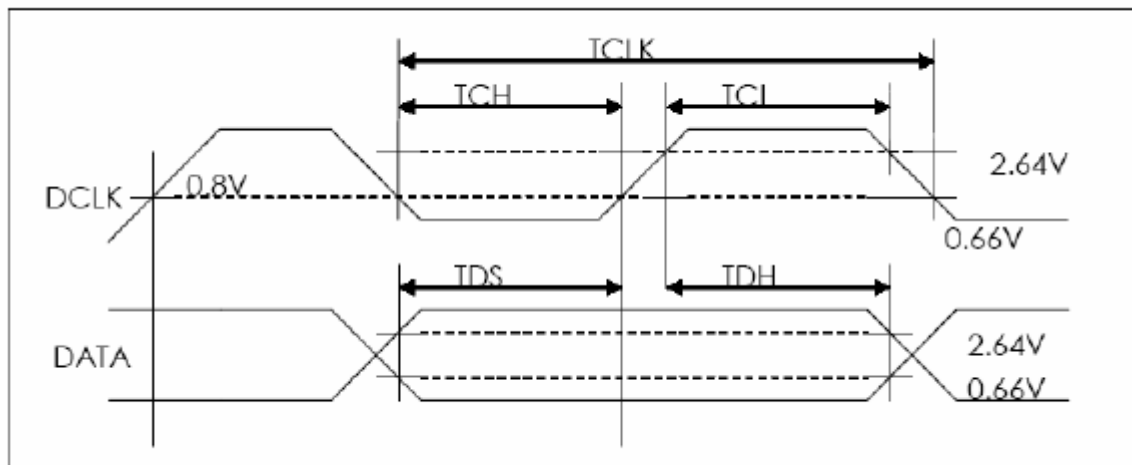 TCLK
TCH
TCL
2.64V
0.8V
DCLK
0.66V
TDS
TDH
2.64V
DATA
0.66V